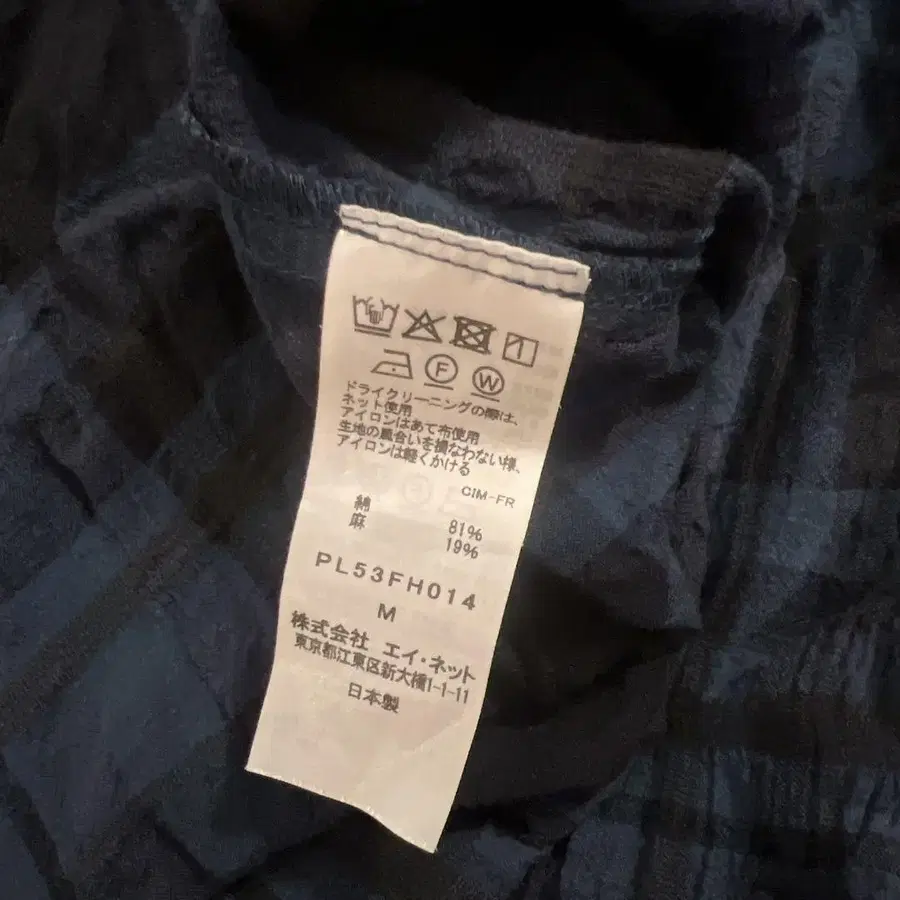 F W
ドライクリーニングの際は、
ネット使用
アイロンはあて布使用
生地の風合いを損なわない様、
アイロンは軽くかける
CIM-FR
綿 81%
麻 19%
PL53FH014
M
株式会社 エイ・ネット
東京都江東区新大橋1-1-11
日本製